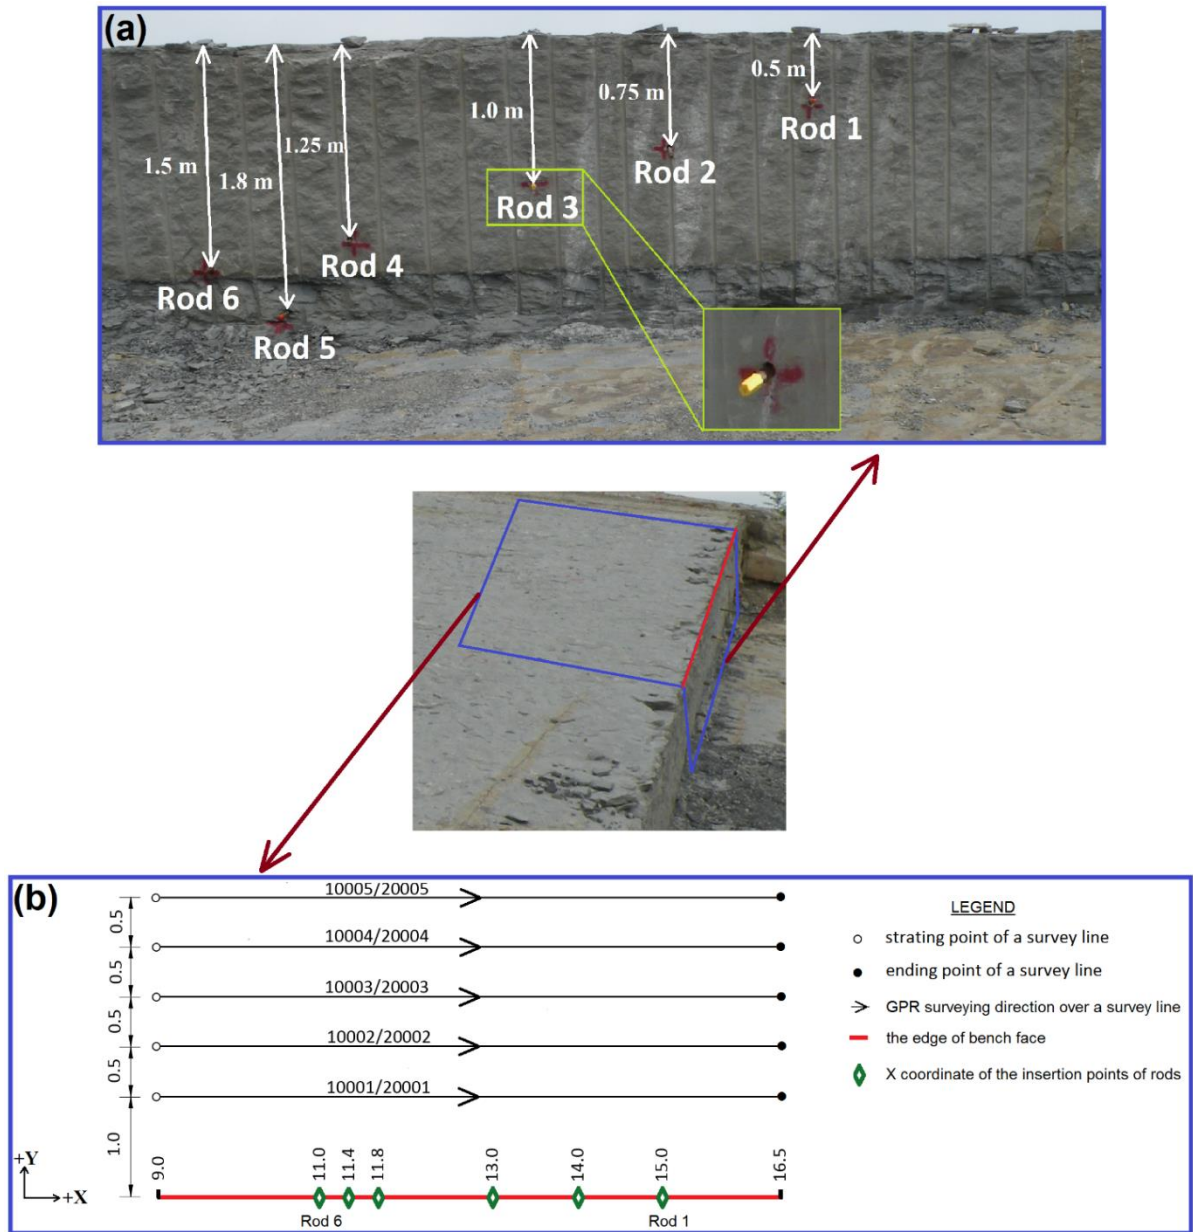 (a)
0.5 m
Rod 1
0.75 m
Rod 2
1.0 m
Rod 3
1.25 m
Rod 4
1.5 m
1.8 m
Rod 6
Rod 5
(b)
10005/20005
0.5
10004/20004
0.5
10003/20003
0.5
10002/20002
0.5
10001/20001
1.0
+Y
+X
9.0
11.0
11.4
11.8
13.0
14.0
15.0
16.5
Rod 6
Rod 1
LEGEND
strating point of a survey line
ending point of a survey line
GPR surveying direction over a survey line
the edge of bench face
X coordinate of the insertion points of rods